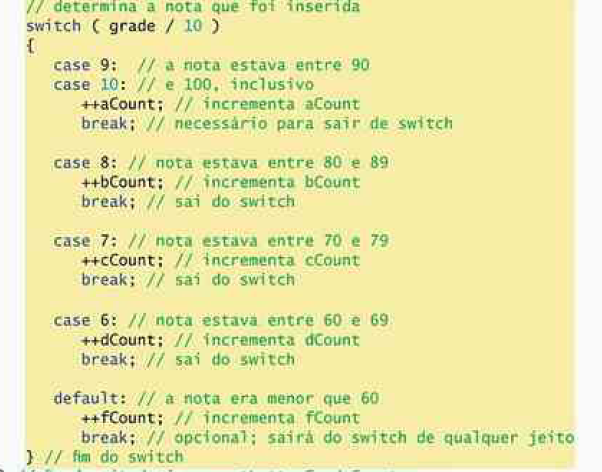 // determina a nota que foi inserida
switch ( grade / 10 )
{
case 9: // a nota estava entre 90
case 10: // e 100, inclusivo
++aCount; // incrementa aCount
break; // necessário para sair de switch
case 8: // nota estava entre 80 e 89
++bCount; // incrementa bCount
break; // sai do switch
case 7: // nota estava entre 70 e 79
++cCount; // incrementa cCount
break; // sai do switch
case 6: // nota estava entre 60 e 69
++dCount; // incrementa dCount
break; // sai do switch
default: // a nota era menor que 60
++fCount; // incrementa fCount
break; // opcional; sairá do switch de qualquer jeito
} // fim do switch